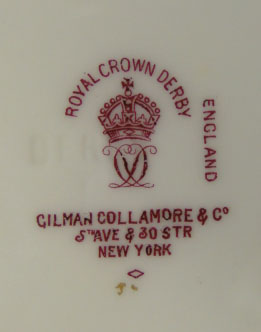 ROYAL CROWN DERBY
ENGLAND
GILMAN COLLAMORE & Co
5TH AVE & 30 STR
NEW YORK